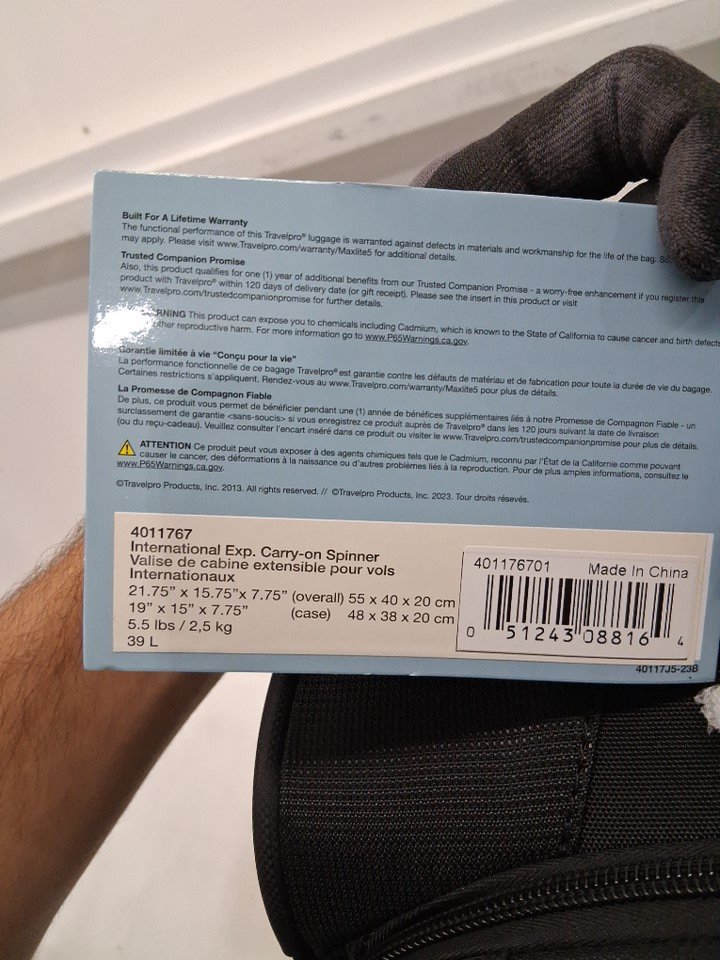 Built For A Lifetime Warranty
The functional performance of this Travelpro® luggage is warranted against defects in materials and workmanship for the life of the bag.
may apply. Please visit www.Travelpro.com/warranty/Maxlite5 for additional details.
Trusted Companion Promise
Also, this product qualifies for one (1) year of additional benefits from our Trusted Companion Promise - a worry-free enhancement if you register this
product with Travelpro® within 120 days of delivery date (or gift receipt). Please see the insert in this product or visit
www.Travelpro.com/trustedcompanionpromise for further details.
RNING This product can expose you to chemicals including Cadmium, which is known to the State of California to cause cancer and birth defects
other reproductive harm. For more information go to www.P65Warnings.ca.gov.
Garantie limitée à vie "Conçu pour la vie"
La performance fonctionnelle de ce bagage Travelpro® est garantie contre les défauts de matériau et de fabrication pour toute la durée de vie du bagage.
Certaines restrictions s'appliquent. Rendez-vous au www.Travelpro.com/warranty/Maxlite5 pour plus de détails.
La Promesse de Compagnon Fiable
De plus, ce produit vous permet de bénéficier pendant une (1) année de bénéfices supplémentaires liés à notre Promesse de Compagnon Fiable - un
surclassement de garantie <sans-soucis> si vous enregistrez ce produit auprès de Travelpro® dans les 120 jours suivant la date de livraison
(ou du reçu-cadeau). Veuillez consulter l'encart inséré dans ce produit ou visiter le www.Travelpro.com/trustedcompanionpromise pour plus de détails.
ATTENTION Ce produit peut vous exposer à des agents chimiques tels que le Cadmium, reconnu par l'État de la Californie comme pouvant
causer le cancer, des déformations à la naissance ou d'autres problèmes liés à la reproduction. Pour de plus amples informations, consultez le
www.P65Warnings.ca.gov.
©Travelpro Products, Inc. 2013. All rights reserved. // ©Travelpro Products, Inc. 2023. Tour droits résevés.
4011767
International Exp. Carry-on Spinner
Valise de cabine extensible pour vols
Internationaux
21.75" x 15.75"x 7.75" (overall) 55 x 40 x 20 cm
19" x 15" x 7.75" (case) 48 x 38 x 20 cm
5.5 lbs / 2,5 kg
39 L
401176701 Made In China
0 51243 08816 4
4011735-23B